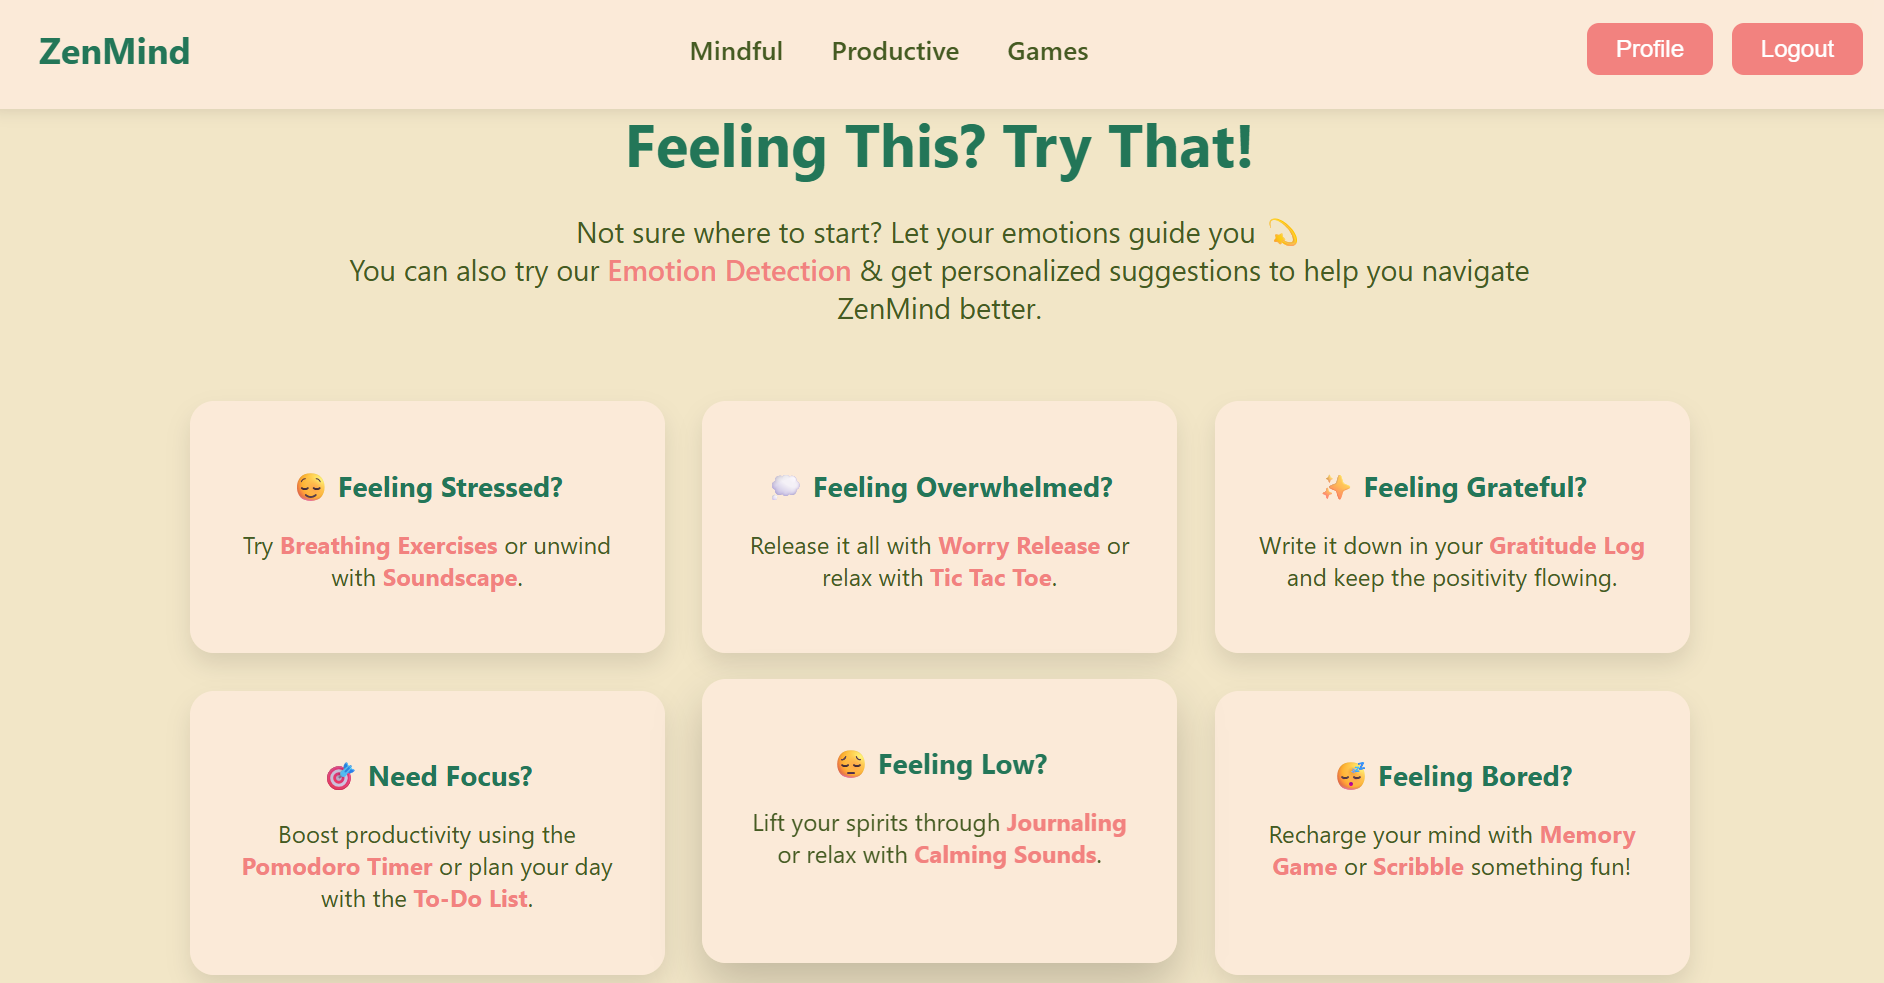 ZenMind
Mindful Productive Games
Profile Logout
Feeling This? Try That!
Not sure where to start? Let your emotions guide you 💫
You can also try our Emotion Detection & get personalized suggestions to help you navigate
ZenMind better.
😌 Feeling Stressed?
Try Breathing Exercises or unwind
with Soundscape.
💭 Feeling Overwhelmed?
Release it all with Worry Release or
relax with Tic Tac Toe.
✨ Feeling Grateful?
Write it down in your Gratitude Log
and keep the positivity flowing.
🎯 Need Focus?
Boost productivity using the
Pomodoro Timer or plan your day
with the To-Do List.
😔 Feeling Low?
Lift your spirits through Journaling
or relax with Calming Sounds.
😴 Feeling Bored?
Recharge your mind with Memory
Game or Scribble something fun!